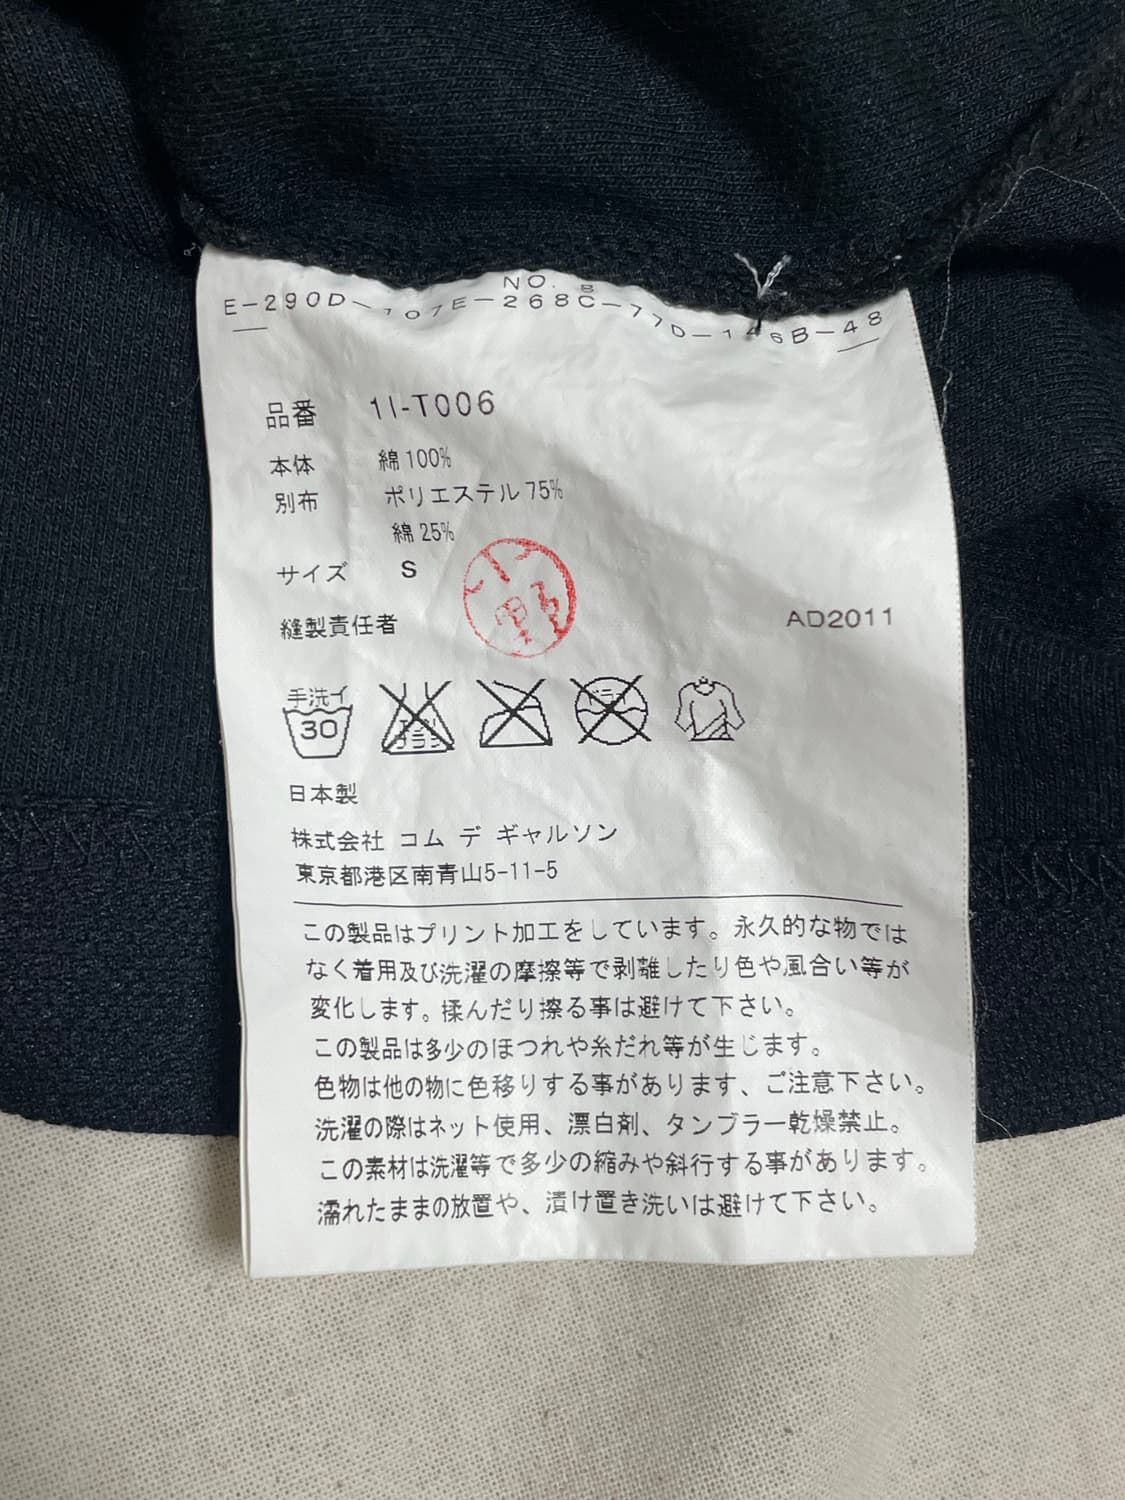 NO. 8
E-290D-107E-268C-77D-146B-48
品番 1I-T006
本体 綿100%
別布 ポリエステル75%
綿25%
サイズ S
縫製責任者
AD2011
手洗イ
30
日本製
株式会社 コム デ ギャルソン
東京都港区南青山5-11-5
この製品はプリント加工をしています。永久的な物では
なく着用及び洗濯の摩擦等で剥離したり色や風合い等が
変化します。揉んだり擦る事は避けて下さい。
この製品は多少のほつれや糸だれ等が生じます。
色物は他の物に色移りする事があります、ご注意下さい。
洗濯の際はネット使用、漂白剤、タンブラー乾燥禁止。
この素材は洗濯等で多少の縮みや斜行する事があります。
濡れたままの放置や、漬け置き洗いは避けて下さい。